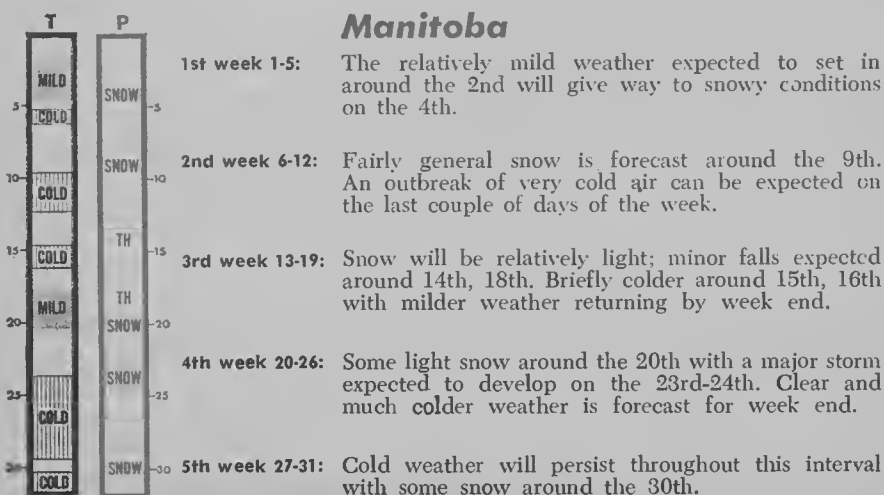 T P
Manitoba
1st week 1-5: The relatively mild weather expected to set in
around the 2nd will give way to snowy conditions
on the 4th.
2nd week 6-12: Fairly general snow is forecast around the 9th.
An outbreak of very cold air can be expected on
the last couple of days of the week.
3rd week 13-19: Snow will be relatively light; minor falls expected
around 14th, 18th. Briefly colder around 15th, 16th
with milder weather returning by week end.
4th week 20-26: Some light snow around the 20th with a major storm
expected to develop on the 23rd-24th. Clear and
much colder weather is forecast for week end.
5th week 27-31: Cold weather will persist throughout this interval
with some snow around the 30th.
MILD
5
COLD
10
COLD
15
COLD
MILD
20
25
COLD
COLD
SNOW
5
SNOW
10
TH
15
TH
SNOW
20
SNOW
25
SNOW
30